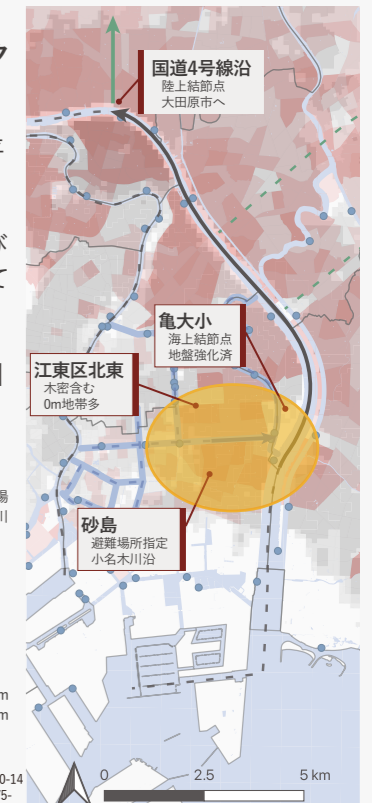 国道4号線沿
陸上結節点
大田原市へ
亀大小
海上結節点
地盤強化済
江東区北東
木密含む
0m地帯多
砂島
避難場所指定
小名木川沿
0 2.5 5 km